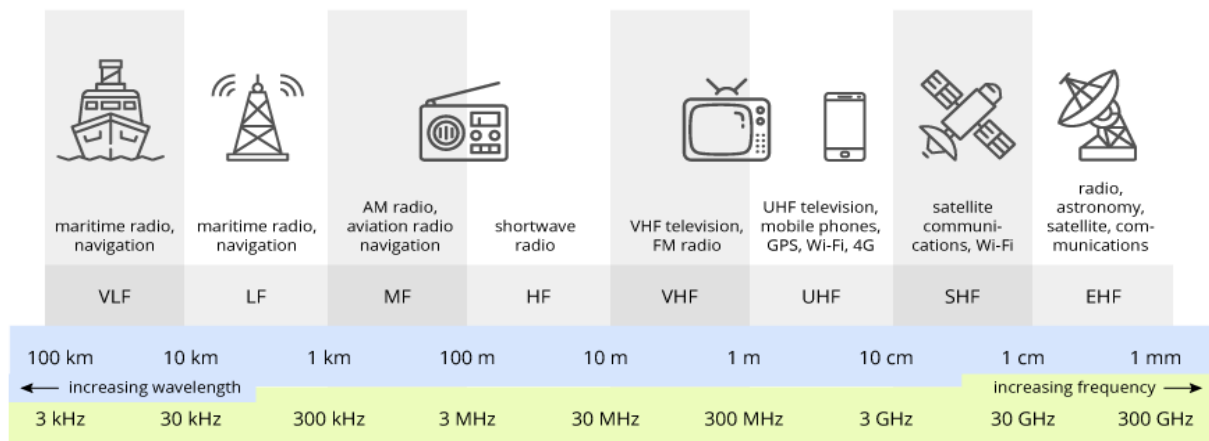 maritime radio,
navigation
maritime radio,
navigation
AM radio,
aviation radio
navigation
shortwave
radio
VHF television,
FM radio
UHF television,
mobile phones,
GPS, Wi-Fi, 4G
satellite
communi-
cations, Wi-Fi
radio,
astronomy,
satellite, com-
munications
VLF LF MF HF VHF UHF SHF EHF
100 km 10 km 1 km 100 m 10 m 1 m 10 cm 1 cm 1 mm
increasing wavelength increasing frequency
3 kHz 30 kHz 300 kHz 3 MHz 30 MHz 300 MHz 3 GHz 30 GHz 300 GHz